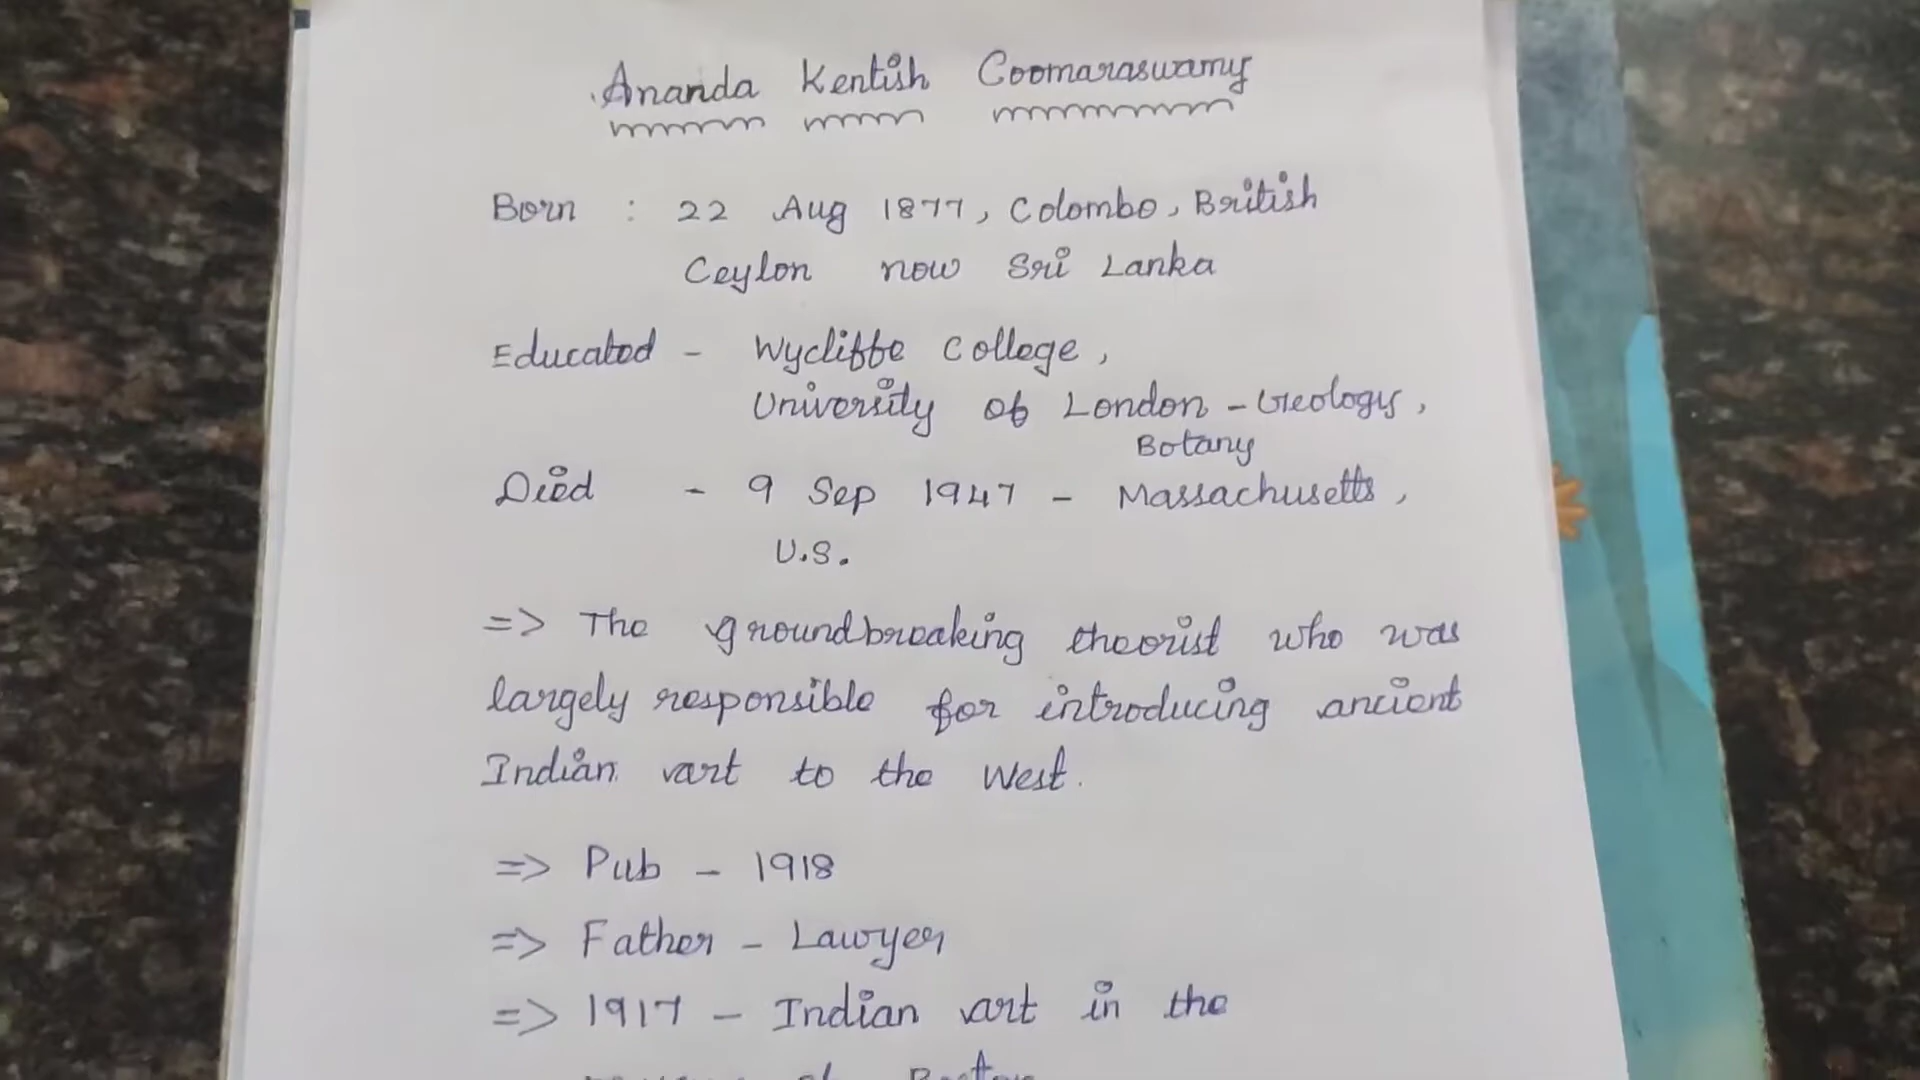 Ananda Kentish Coomaraswamy
Born : 22 Aug 1877, Colombo, British
Ceylon now Sri Lanka
Educated - Wycliffe College,
University of London - Geology,
Botany
Died - 9 Sep 1947 - Massachusetts,
U.S.
=> The groundbreaking theorist who was
largely responsible for introducing ancient
Indian art to the West.
=> Pub - 1918
=> Father - Lawyer
=> 1917 - Indian art in the